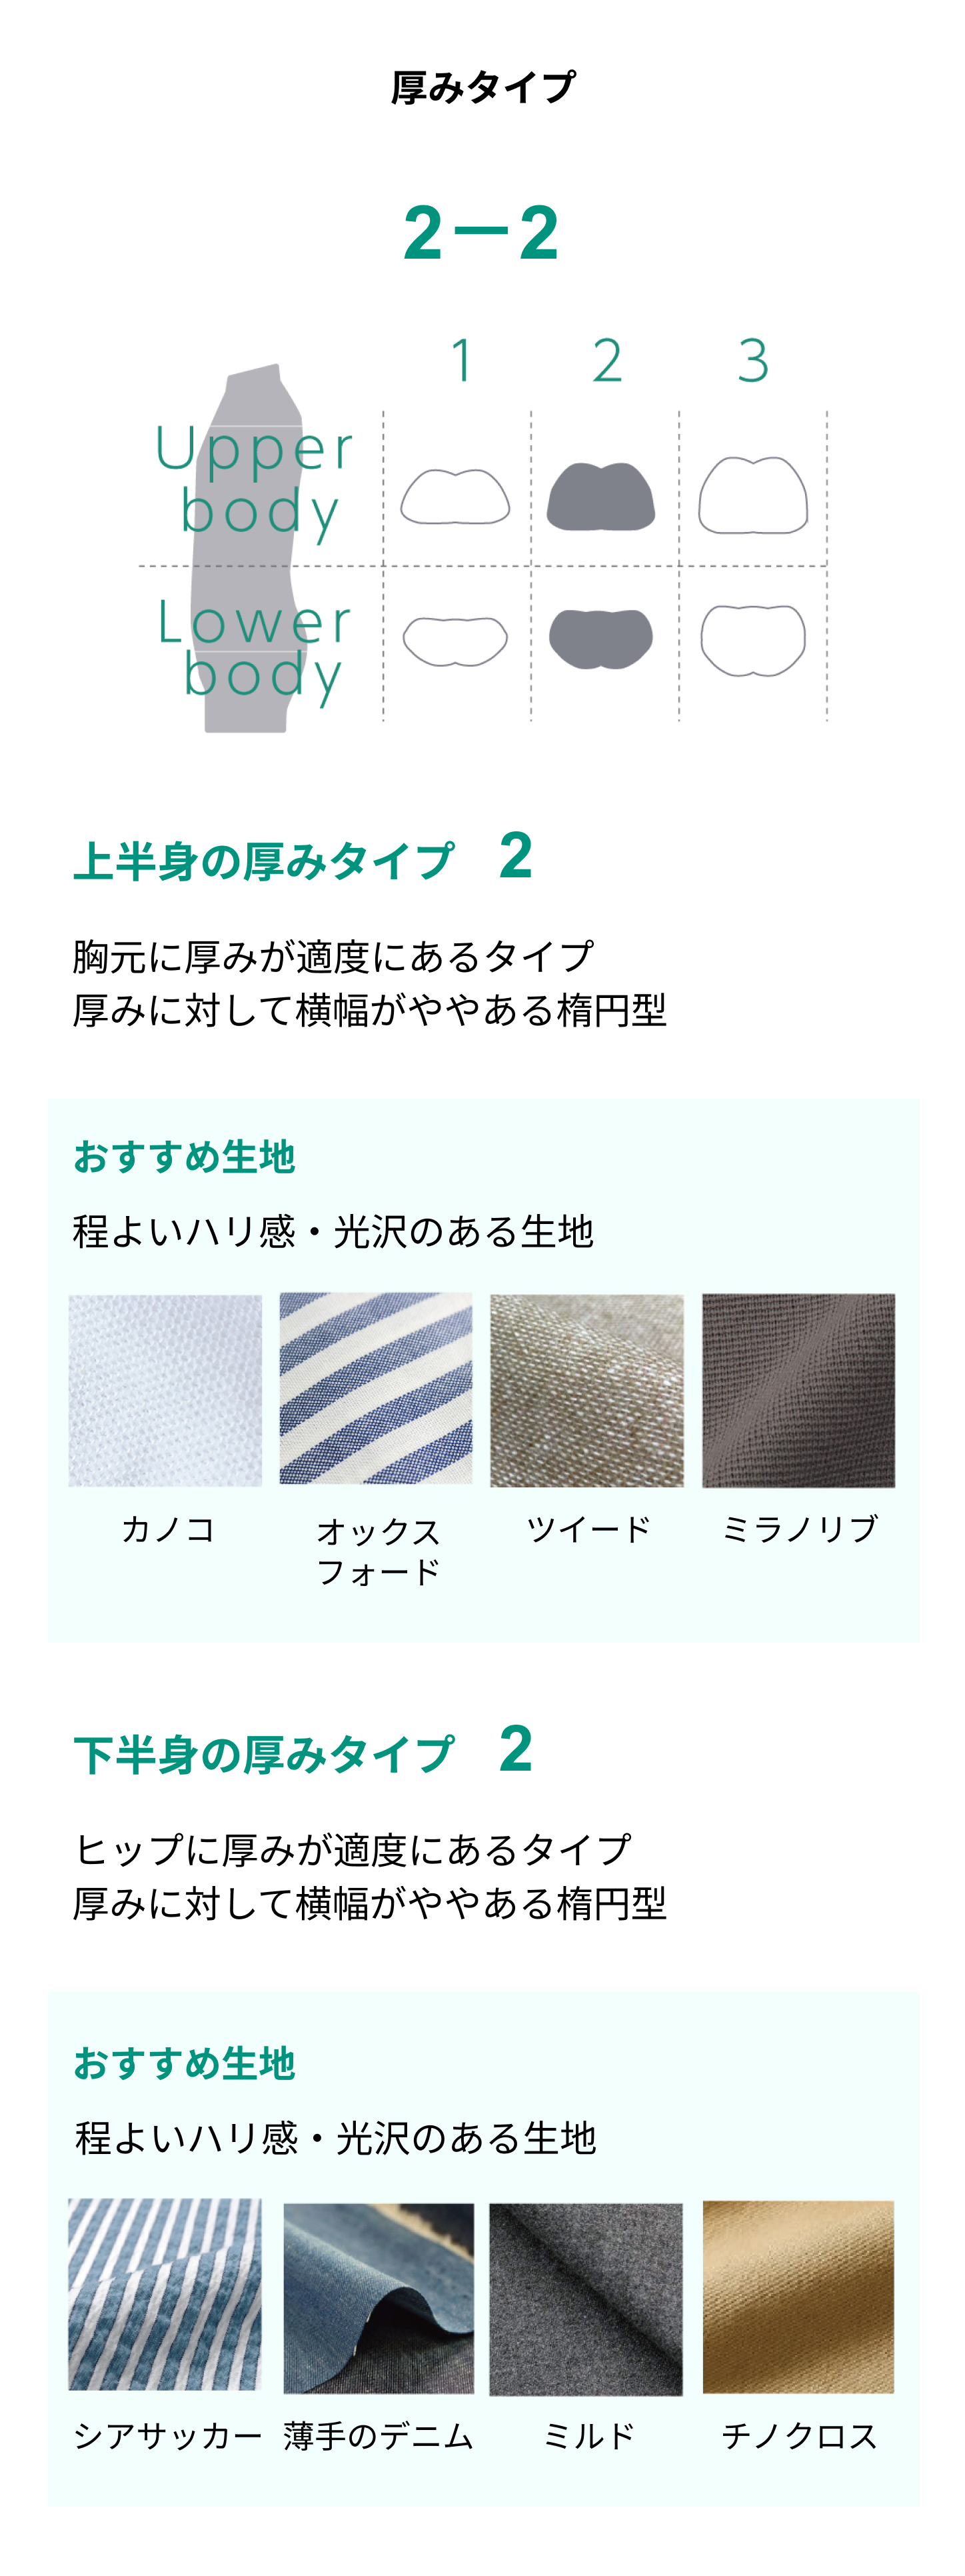 厚みタイプ
2ー2
1 2 3
Upper
body
Lower
body
上半身の厚みタイプ 2
胸元に厚みが適度にあるタイプ
厚みに対して横幅がややある楕円型
おすすめ生地
程よいハリ感・光沢のある生地
カノコ
オックス
フォード
ツイード
ミラノリブ
下半身の厚みタイプ 2
ヒップに厚みが適度にあるタイプ
厚みに対して横幅がややある楕円型
おすすめ生地
程よいハリ感・光沢のある生地
シアサッカー
薄手のデニム
ミルド
チノクロス